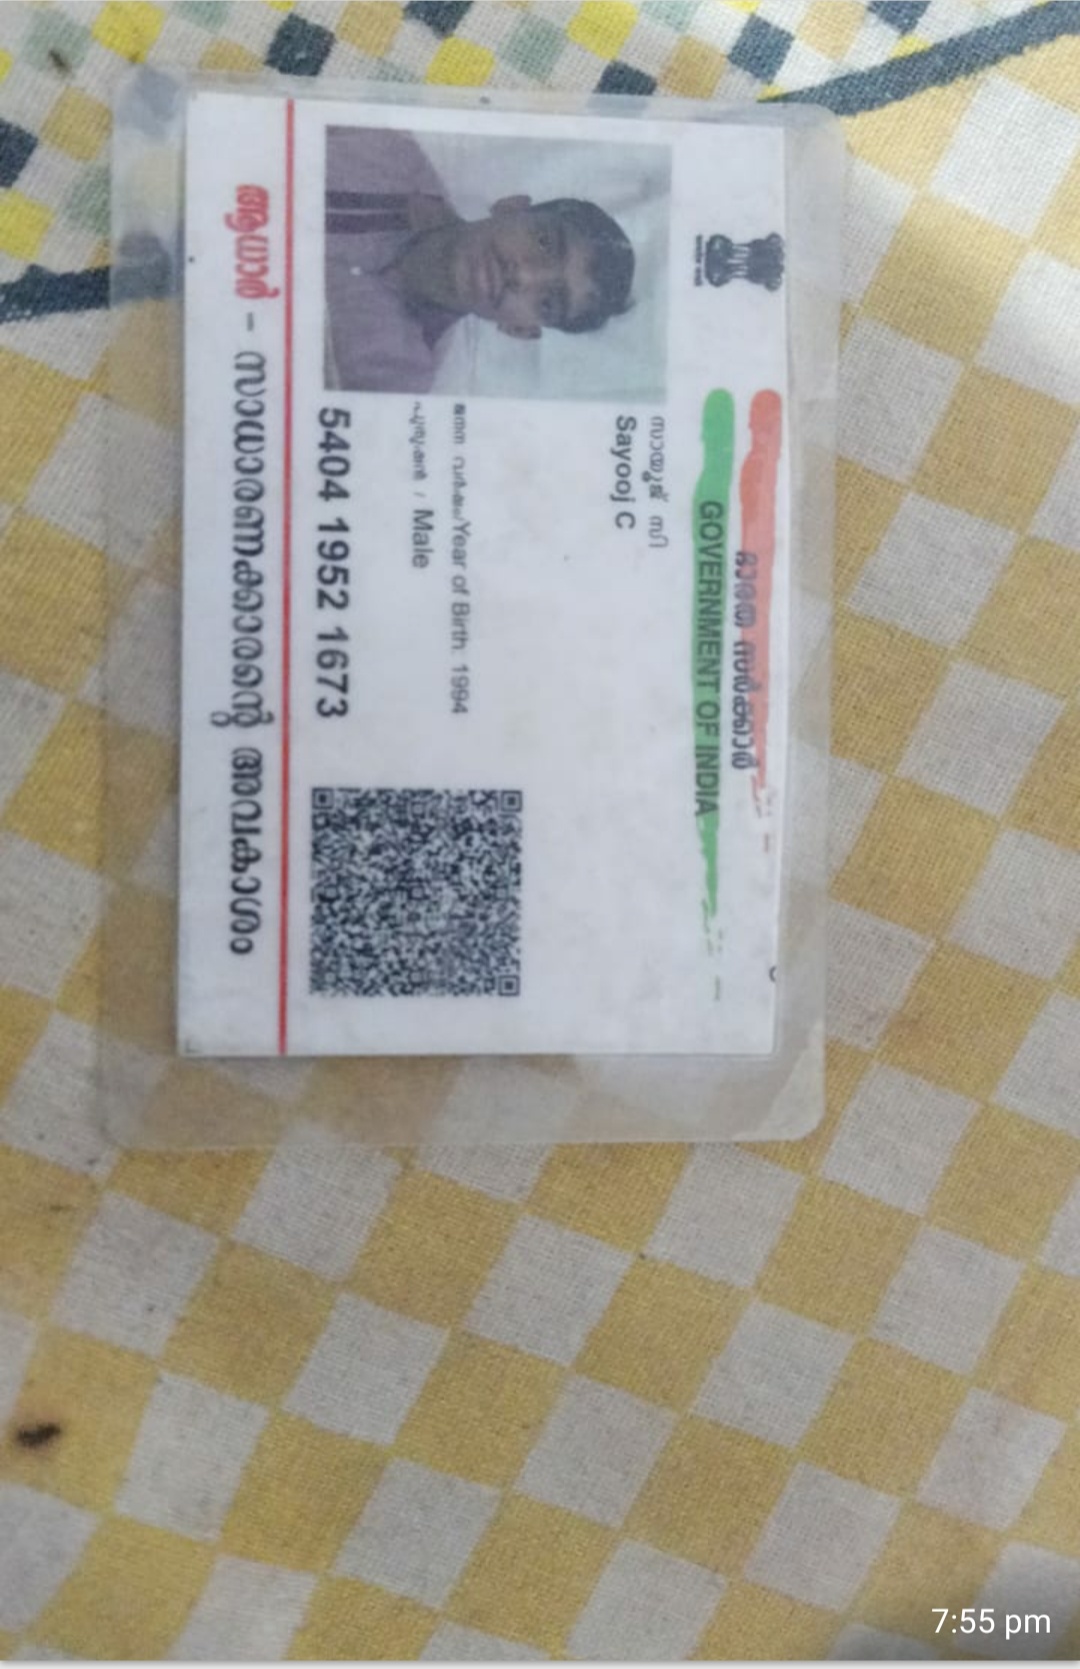 ഭാരത സർക്കാർ
GOVERNMENT OF INDIA
സായൂജ് സി
Sayooj C
ജനന വർഷം/Year of Birth: 1994
പുരുഷൻ / Male
5404 1952 1673
ആധാർ - സാധാരണക്കാരന്റെ അവകാശം
7:55 pm